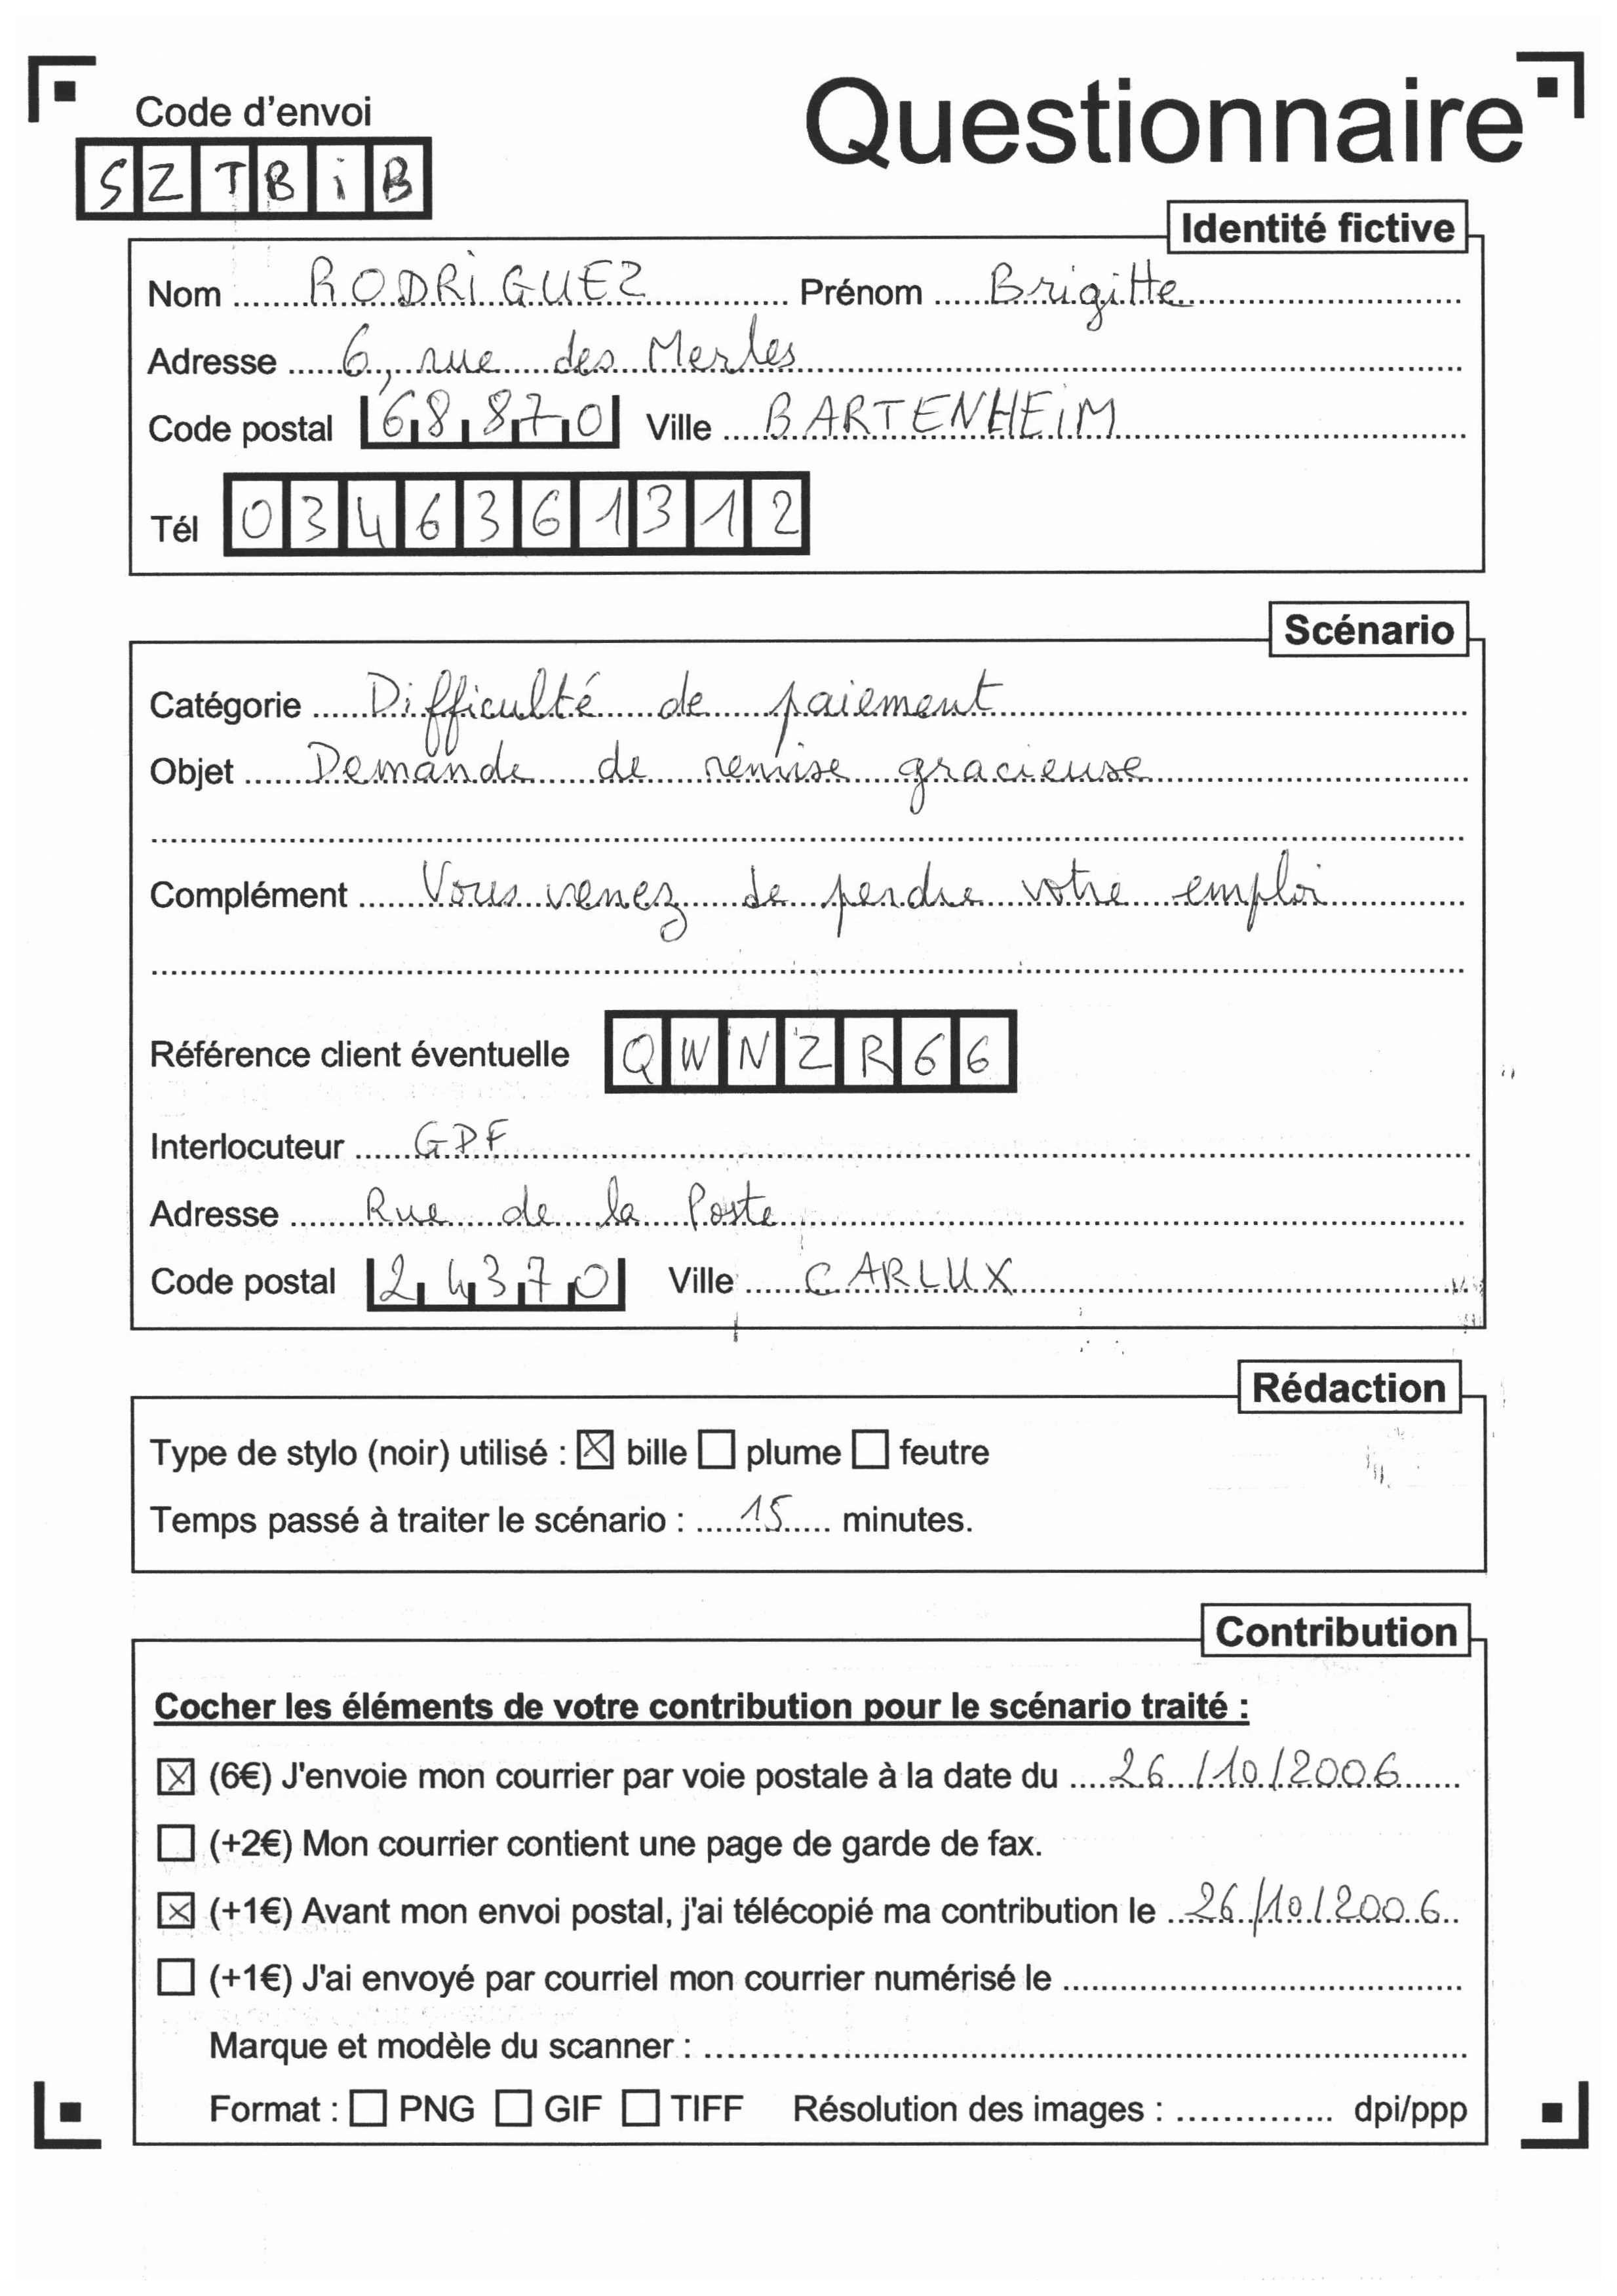 Code d'envoi
Questionnaire
SZTBiB
Identité fictive
Nom RODRiGUEZ Prénom Brigitte
Adresse 6, rue des Merles
Code postal 68870 Ville BARTENHEiM
Tél 0346361312
Scénario
Catégorie Difficulté de paiement
Objet Demande de remise gracieuse
Complément Vous venez de perdre votre emploi
Référence client éventuelle QWNZR66
Interlocuteur GDF
Adresse Rue de la Poste
Code postal 24370 Ville CARLUX
Rédaction
Type de stylo (noir) utilisé : ☒ bille ☐ plume ☐ feutre
Temps passé à traiter le scénario : 15 minutes.
Contribution
Cocher les éléments de votre contribution pour le scénario traité :
☒ (6€) J'envoie mon courrier par voie postale à la date du 26/10/2006
☐ (+2€) Mon courrier contient une page de garde de fax.
☒ (+1€) Avant mon envoi postal, j'ai télécopié ma contribution le 26/10/2006
☐ (+1€) J'ai envoyé par courriel mon courrier numérisé le
Marque et modèle du scanner :
Format : ☐ PNG ☐ GIF ☐ TIFF Résolution des images : dpi/ppp